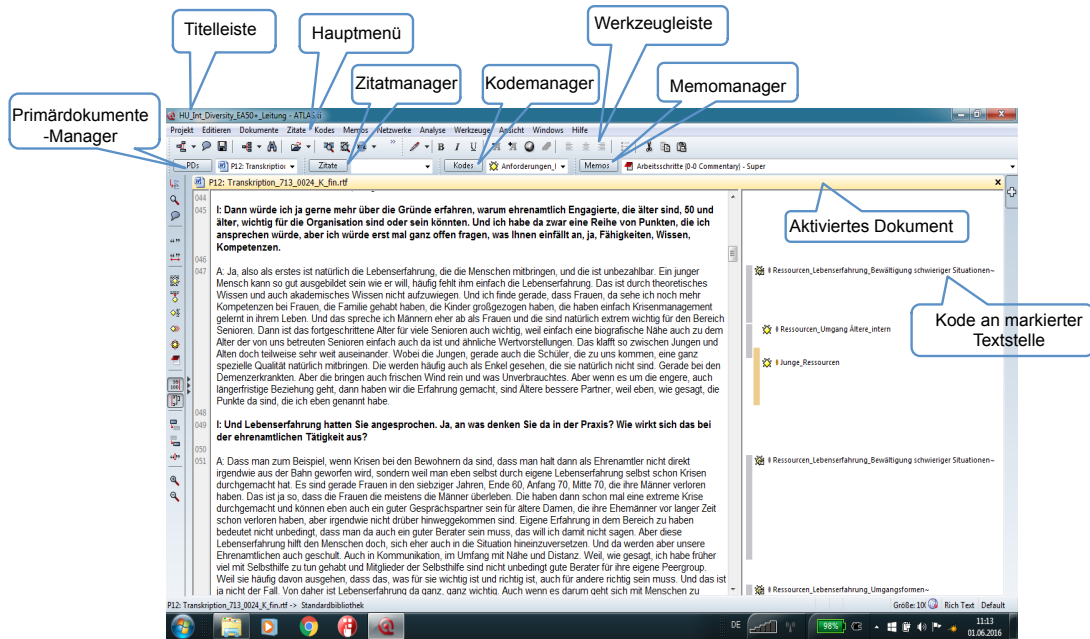 Titelleiste
Hauptmenü
Werkzeugleiste
Zitatmanager
Kodemanager
Memomanager
Primärdokumente
-Manager
HU_Int_Diversity_EA50+_Leitung - ATLAS.ti
Projekt Editieren Dokumente Zitate Kodes Memos Netzwerke Analyse Werkzeuge Ansicht Windows Hilfe
PDs P12: Transkription Zitate Kodes Anforderungen_I Memos Arbeitsschritte (0-0 Commentary) - Super
P12: Transkription_713_0024_K_fin.rtf
Aktiviertes Dokument
044
045 I: Dann würde ich ja gerne mehr über die Gründe erfahren, warum ehrenamtlich Engagierte, die älter sind, 50 und
älter, wichtig für die Organisation sind oder sein könnten. Und ich habe da zwar eine Reihe von Punkten, die ich
ansprechen würde, aber ich würde erst mal ganz offen fragen, was Ihnen einfällt an, ja, Fähigkeiten, Wissen,
Kompetenzen.
046
047 A: Ja, also als erstes ist natürlich die Lebenserfahrung, die die Menschen mitbringen, und die ist unbezahlbar. Ein junger
Mensch kann so gut ausgebildet sein wie er will, häufig fehlt ihm einfach die Lebenserfahrung. Das ist durch theoretisches
Wissen und auch akademisches Wissen nicht aufzuwiegen. Und ich finde gerade, dass Frauen, da sehe ich noch mehr
Kompetenzen bei Frauen, die Familie gehabt haben, die Kinder großgezogen haben, die haben einfach Krisenmanagement
gelernt in ihrem Leben. Und das spreche ich Männern eher ab als Frauen und die sind natürlich extrem wichtig für den Bereich
Senioren. Dann ist das fortgeschrittene Alter für viele Senioren auch wichtig, weil einfach eine biografische Nähe auch zu dem
Alter der von uns betreuten Senioren einfach auch da ist und ähnliche Wertvorstellungen. Das klafft so zwischen Jungen und
Alten doch teilweise sehr weit auseinander. Wobei die Jungen, gerade auch die Schüler, die zu uns kommen, eine ganz
spezielle Qualität natürlich mitbringen. Die werden häufig auch als Enkel gesehen, die sie natürlich nicht sind. Gerade bei den
Demenzerkrankten. Aber die bringen auch frischen Wind rein und was Unverbrauchtes. Aber wenn es um die engere, auch
längerfristige Beziehung geht, dann haben wir die Erfahrung gemacht, sind Ältere bessere Partner, weil eben, wie gesagt, die
Punkte da sind, die ich eben genannt habe.
Ressourcen_Lebenserfahrung_Bewältigung schwieriger Situationen~
Ressourcen_Umgang Ältere_intern
Junge_Ressourcen
Kode an markierter
Textstelle
048
049 I: Und Lebenserfahrung hatten Sie angesprochen. Ja, an was denken Sie da in der Praxis? Wie wirkt sich das bei
der ehrenamtlichen Tätigkeit aus?
050
051 A: Dass man zum Beispiel, wenn Krisen bei den Bewohnern da sind, dass man halt dann als Ehrenamtler nicht direkt
irgendwie aus der Bahn geworfen wird, sondern weil man eben selbst durch eigene Lebenserfahrung selbst schon Krisen
durchgemacht hat. Es sind gerade Frauen in den siebziger Jahren, Ende 60, Anfang 70, Mitte 70, die ihre Männer verloren
haben. Das ist ja so, dass die Frauen die meistens die Männer überleben. Die haben dann schon mal eine extreme Krise
durchgemacht und können eben auch ein guter Gesprächspartner sein für ältere Damen, die ihre Ehemänner vor langer Zeit
schon verloren haben, aber irgendwie nicht drüber hinweggekommen sind. Eigene Erfahrung in dem Bereich zu haben
bedeutet nicht unbedingt, dass man da auch ein guter Berater sein muss, das will ich damit nicht sagen. Aber diese
Lebenserfahrung hilft den Menschen doch, sich eher auch in die Situation hineinzuversetzen. Und da werden aber unsere
Ehrenamtlichen auch geschult. Auch in Kommunikation, im Umfang mit Nähe und Distanz. Weil, wie gesagt, ich habe früher
viel mit Selbsthilfe zu tun gehabt und Mitglieder der Selbsthilfe sind nicht unbedingt gute Berater für ihre eigene Peergroup.
Weil sie häufig davon ausgehen, dass das, was für sie wichtig ist und richtig ist, auch für andere richtig sein muss. Und das ist
ja nicht der Fall. Von daher ist Lebenserfahrung da ganz, ganz wichtig. Auch wenn es darum geht sich mit Menschen zu
Ressourcen_Lebenserfahrung_Bewältigung schwieriger Situationen~
Ressourcen_Lebenserfahrung_Umgangsformen~
P12: Transkription_713_0024_K_fin.rtf -> Standardbibliothek
Größe: 10 Rich Text Default
DE 98% 11:13
01.06.2016